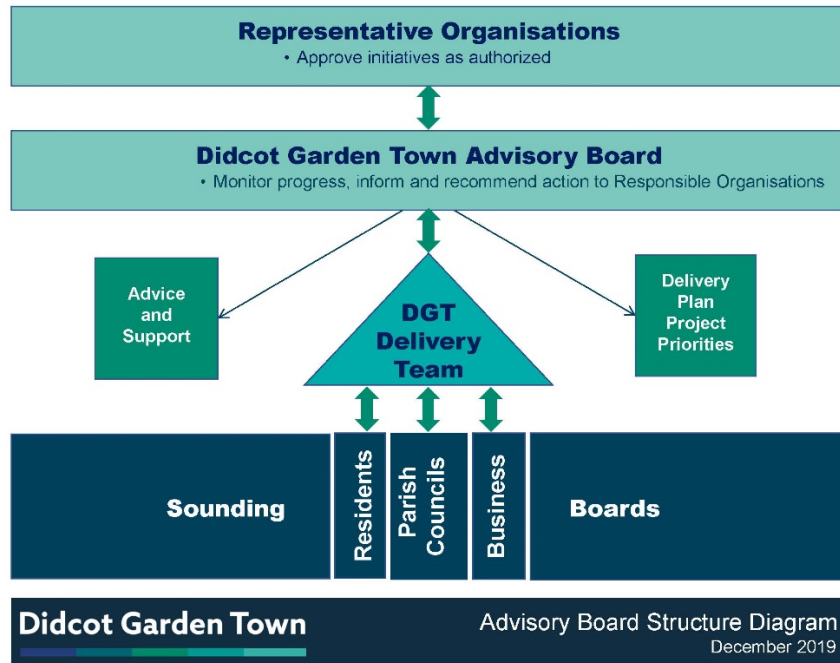 Representative Organisations
• Approve initiatives as authorized
Didcot Garden Town Advisory Board
• Monitor progress, inform and recommend action to Responsible Organisations
Advice
and
Support
DGT
Delivery
Team
Delivery
Plan
Project
Priorities
Sounding
Residents
Parish
Councils
Business
Boards
Didcot Garden Town
Advisory Board Structure Diagram
December 2019